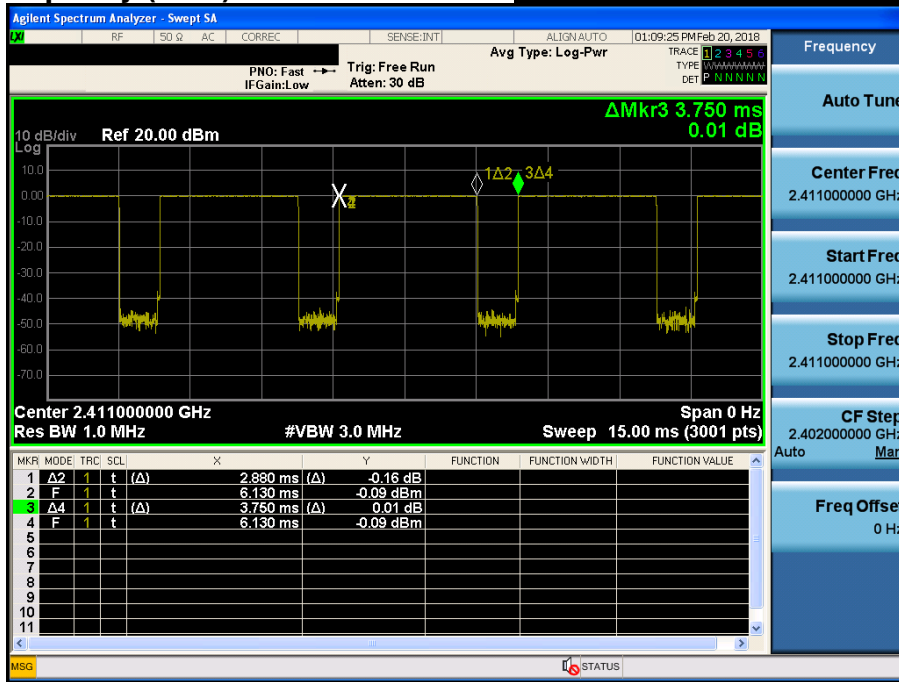 Agilent Spectrum Analyzer - Swept SA
LXI RF 50 Ω AC CORREC SENSE:INT ALIGN AUTO 01:09:25 PM Feb 20, 2018
Avg Type: Log-Pwr
TRACE 1 2 3 4 5 6
TYPE
DET P N N N N N
PNO: Fast
IFGain:Low
Trig: Free Run
Atten: 30 dB
ΔMkr3 3.750 ms
0.01 dB
10 dB/div Ref 20.00 dBm
Log
10.0
0.00
-10.0
-20.0
-30.0
-40.0
-50.0
-60.0
-70.0
1Δ2
3Δ4
Center 2.411000000 GHz
Span 0 Hz
Res BW 1.0 MHz
#VBW 3.0 MHz
Sweep 15.00 ms (3001 pts)
MKR MODE TRC SCL X Y FUNCTION FUNCTION WIDTH FUNCTION VALUE
1 Δ2 1 t (Δ) 2.880 ms (Δ) -0.16 dB
2 F 1 t 6.130 ms -0.09 dBm
3 Δ4 1 t (Δ) 3.750 ms (Δ) 0.01 dB
4 F 1 t 6.130 ms -0.09 dBm
5
6
7
8
9
10
11
MSG
STATUS
Frequency
Auto Tune
Center Freq
2.411000000 GHz
Start Freq
2.411000000 GHz
Stop Freq
2.411000000 GHz
CF Step
2.402000000 GHz
Auto Man
Freq Offset
0 Hz